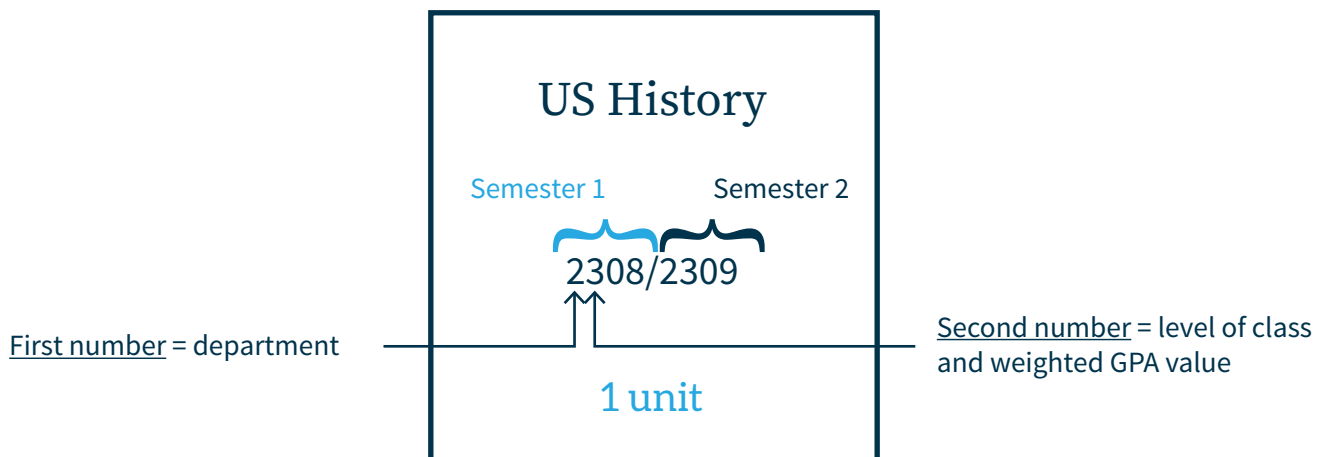 US History
Semester 1
Semester 2
2308/2309
First number = department
Second number = level of class
and weighted GPA value
1 unit